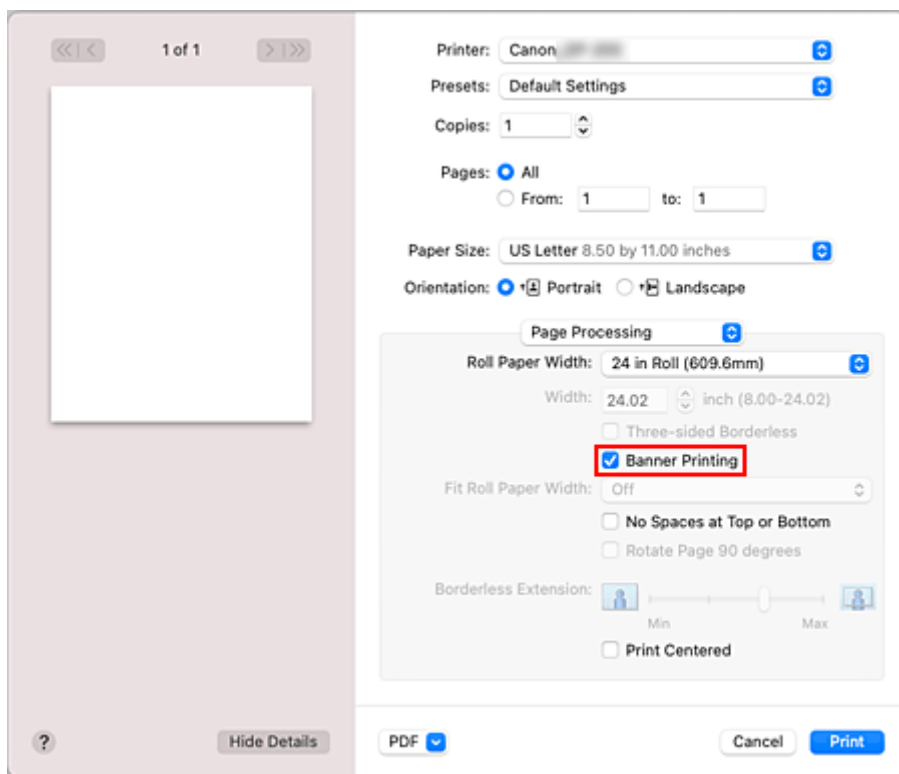 1 of 1
Printer: Canon
Presets: Default Settings
Copies: 1
Pages: All
From: 1 to: 1
Paper Size: US Letter 8.50 by 11.00 inches
Orientation: Portrait Landscape
Page Processing
Roll Paper Width: 24 in Roll (609.6mm)
Width: 24.02 inch (8.00-24.02)
Three-sided Borderless
Banner Printing
Fit Roll Paper Width: Off
No Spaces at Top or Bottom
Rotate Page 90 degrees
Borderless Extension:
Min Max
Print Centered
? Hide Details PDF Cancel Print